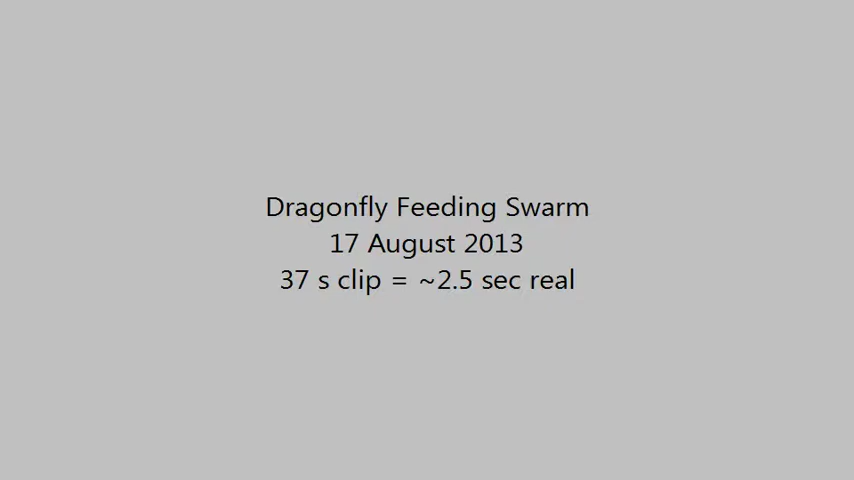 Dragonfly Feeding Swarm
17 August 2013
37 s clip = ~2.5 sec real